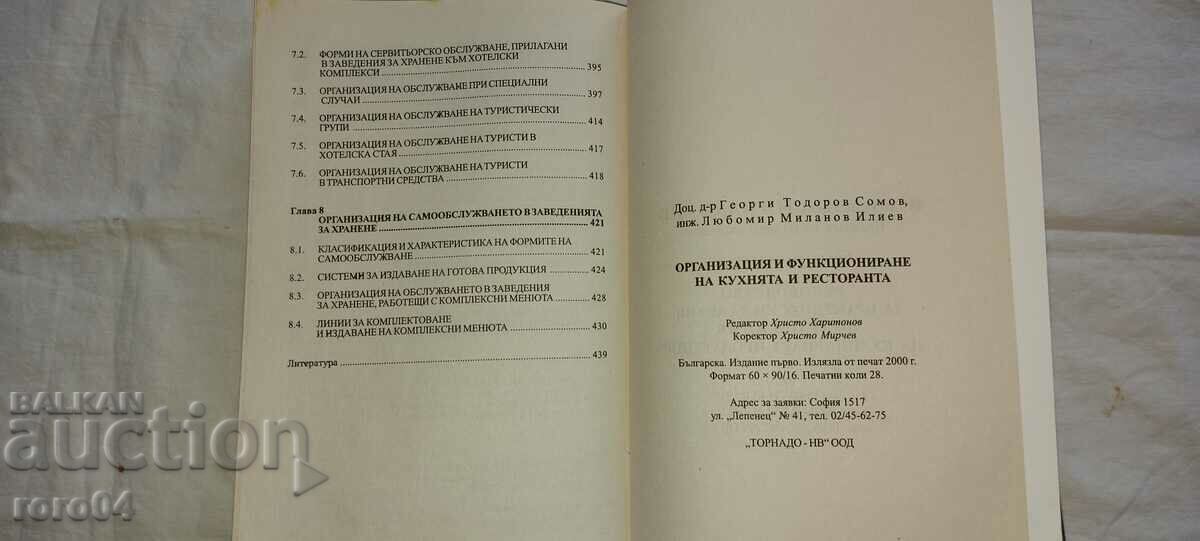 7.2. ФОРМИ НА СЕРВИТЬОРСКО ОБСЛУЖВАНЕ, ПРИЛАГАНИ
В ЗАВЕДЕНИЯ ЗА ХРАНЕНЕ КЪМ ХОТЕЛСКИ
КОМПЛЕКСИ 395
7.3. ОРГАНИЗАЦИЯ НА ОБСЛУЖВАНЕ ПРИ СПЕЦИАЛНИ
СЛУЧАИ 397
7.4. ОРГАНИЗАЦИЯ НА ОБСЛУЖВАНЕ НА ТУРИСТИЧЕСКИ
ГРУПИ 414
7.5. ОРГАНИЗАЦИЯ НА ОБСЛУЖВАНЕ НА ТУРИСТИ В
ХОТЕЛСКА СТАЯ 417
7.6. ОРГАНИЗАЦИЯ НА ОБСЛУЖВАНЕ НА ТУРИСТИ
В ТРАНСПОРТНИ СРЕДСТВА 418
Глава 8
ОРГАНИЗАЦИЯ НА САМООБСЛУЖВАНЕТО В ЗАВЕДЕНИЯТА
ЗА ХРАНЕНЕ 421
8.1. КЛАСИФИКАЦИЯ И ХАРАКТЕРИСТИКА НА ФОРМИТЕ НА
САМООБСЛУЖВАНЕ 421
8.2. СИСТЕМИ ЗА ИЗДАВАНЕ НА ГОТОВА ПРОДУКЦИЯ 424
8.3. ОРГАНИЗАЦИЯ НА ОБСЛУЖВАНЕТО В ЗАВЕДЕНИЯ
ЗА ХРАНЕНЕ, РАБОТЕЩИ С КОМПЛЕКСНИ МЕНЮТА 428
8.4. ЛИНИИ ЗА КОМПЛЕКТОВАНЕ
И ИЗДАВАНЕ НА КОМПЛЕКСНИ МЕНЮТА 430
Литература 439
Доц. д-р Георги Тодоров Сомов,
инж. Любомир Миланов Илиев
ОРГАНИЗАЦИЯ И ФУНКЦИОНИРАНЕ
НА КУХНЯТА И РЕСТОРАНТА
Редактор Христо Харитонов
Коректор Христо Мирчев
Българска. Издание първо. Излязла от печат 2000 г.
Формат 60 × 90/16. Печатни коли 28.
Адрес за заявки: София 1517
ул. „Лепенец“ № 41, тел. 02/45-62-75
„ТОРНАДО - НВ“ ООД
BALKAN
auction
roro04